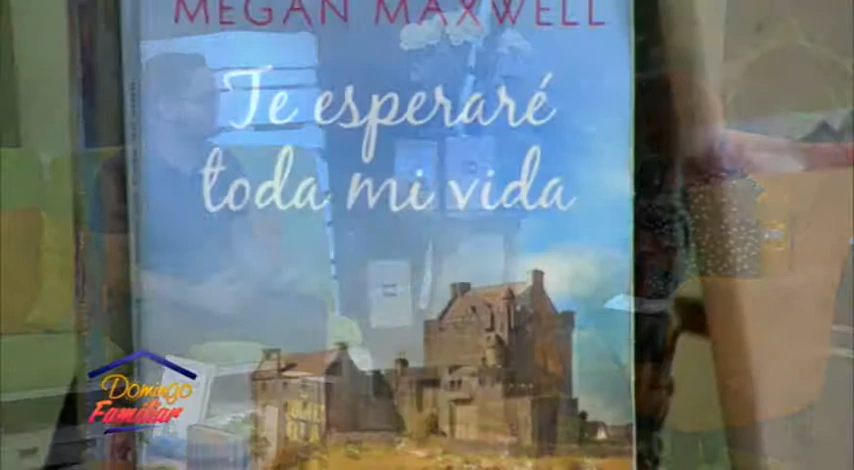 MEGAN MAXWELL
Te esperaré
toda mi vida
Domingo
Familiar